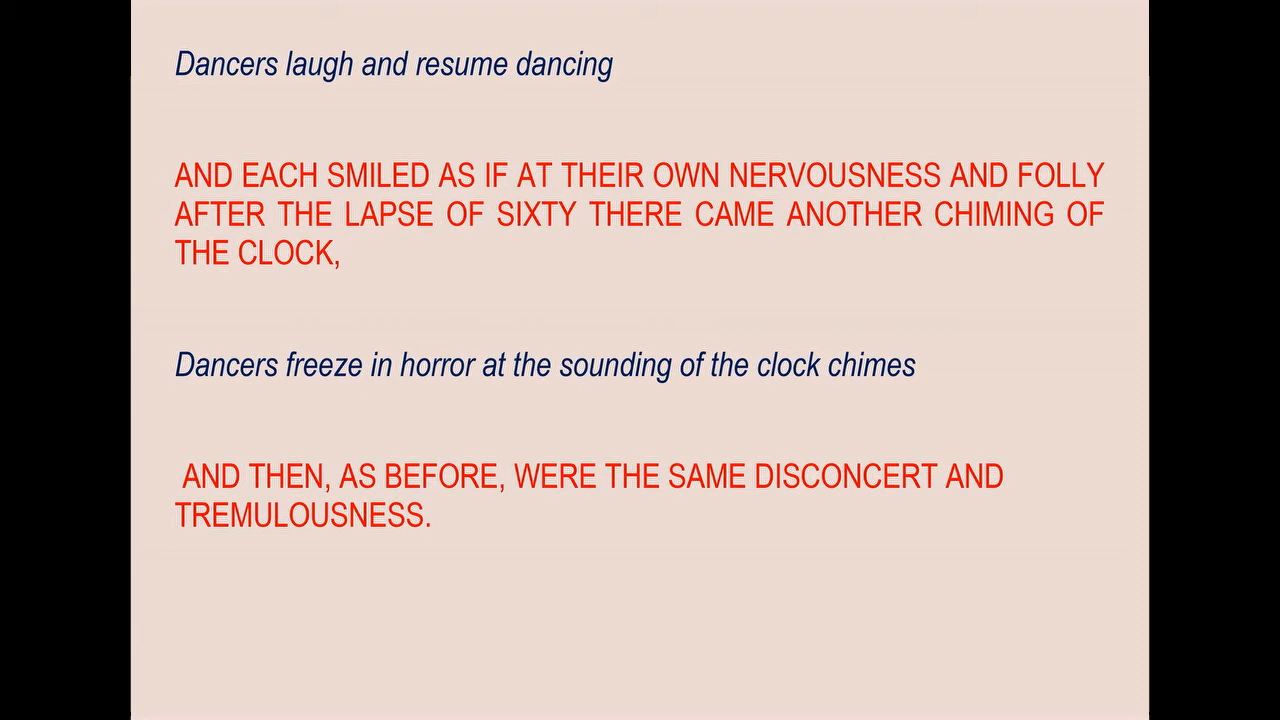 Dancers laugh and resume dancing
AND EACH SMILED AS IF AT THEIR OWN NERVOUSNESS AND FOLLY
AFTER THE LAPSE OF SIXTY THERE CAME ANOTHER CHIMING OF
THE CLOCK,
Dancers freeze in horror at the sounding of the clock chimes
AND THEN, AS BEFORE, WERE THE SAME DISCONCERT AND
TREMULOUSNESS.